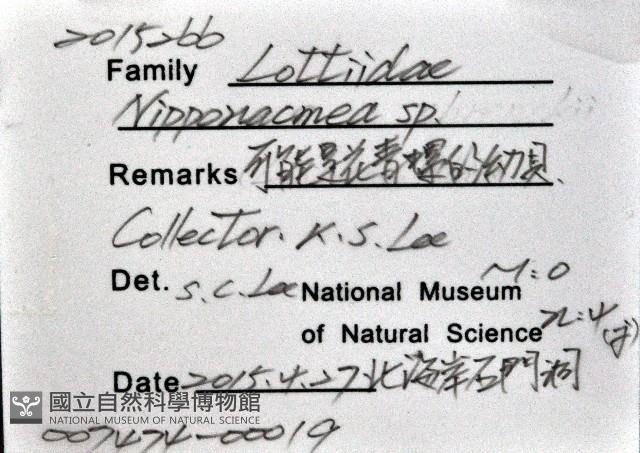 2015266
Family Lottiidae
Nipponacmea sp.
Remarks 可能是花青螺的幼貝、
Collector. K. S. Lee
Det. S. C. Lee National Museum M=0
of Natural Science n=4
Date 2015.4.27 北海岸石門洞
國立自然科學博物館
NATIONAL MUSEUM OF NATURAL SCIENCE
007474-00019